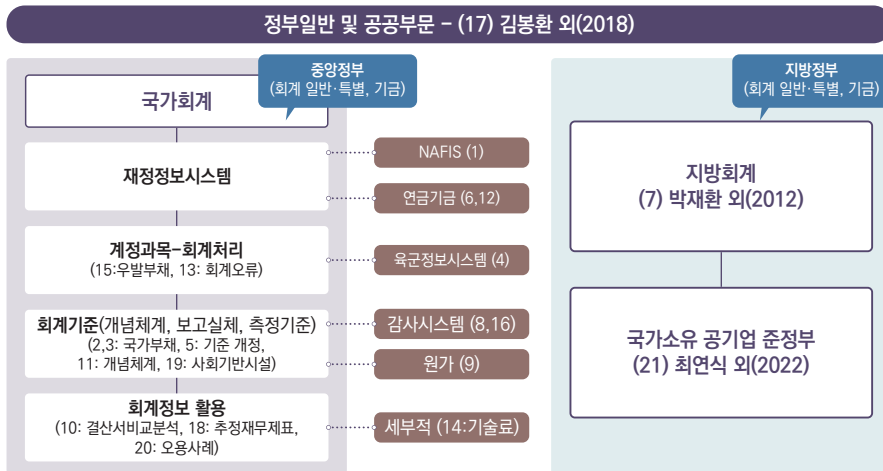 정부일반 및 공공부문 – (17) 김봉환 외(2018)
중앙정부
(회계 일반·특별, 기금)
국가회계
재정정보시스템
NAFIS (1)
연금기금 (6,12)
계정과목–회계처리
(15:우발부채, 13: 회계오류)
육군정보시스템 (4)
회계기준(개념체계, 보고실체, 측정기준)
(2,3: 국가부채, 5: 기준 개정,
11: 개념체계, 19: 사회기반시설)
감사시스템 (8,16)
원가 (9)
회계정보 활용
(10: 결산서비교분석, 18: 추정재무제표,
20: 오용사례)
세부적 (14:기술료)
지방정부
(회계 일반·특별, 기금)
지방회계
(7) 박재환 외(2012)
국가소유 공기업 준정부
(21) 최연식 외(2022)